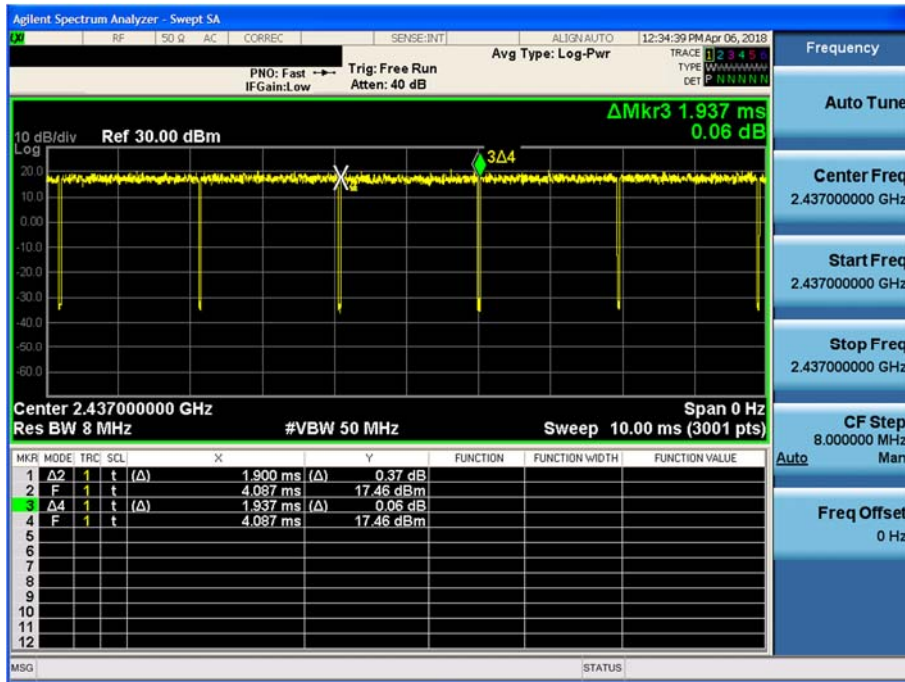 Agilent Spectrum Analyzer - Swept SA
LXI RF 50 Ω AC CORREC SENSE:INT ALIGN AUTO 12:34:39 PM Apr 06, 2018
Frequency
Avg Type: Log-Pwr TRACE 1 2 3 4 5 6
PNO: Fast Trig: Free Run TYPE WWWWWW
IFGain:Low Atten: 40 dB DET P N N N N N
Auto Tune
ΔMkr3 1.937 ms
10 dB/div Ref 30.00 dBm 0.06 dB
Log
3Δ4
20.0
10.0
0.00
-10.0
-20.0
-30.0
-40.0
-50.0
-60.0
Center Freq
2.437000000 GHz
Start Freq
2.437000000 GHz
Stop Freq
2.437000000 GHz
Center 2.437000000 GHz Span 0 Hz
Res BW 8 MHz #VBW 50 MHz Sweep 10.00 ms (3001 pts)
CF Step
8.000000 MHz
Auto Man
MKR MODE TRC SCL X Y FUNCTION FUNCTION WIDTH FUNCTION VALUE
1 Δ2 1 t (Δ) 1.900 ms (Δ) 0.37 dB
2 F 1 t 4.087 ms 17.46 dBm
3 Δ4 1 t (Δ) 1.937 ms (Δ) 0.06 dB
4 F 1 t 4.087 ms 17.46 dBm
5
6
7
8
9
10
11
12
Freq Offset
0 Hz
MSG STATUS